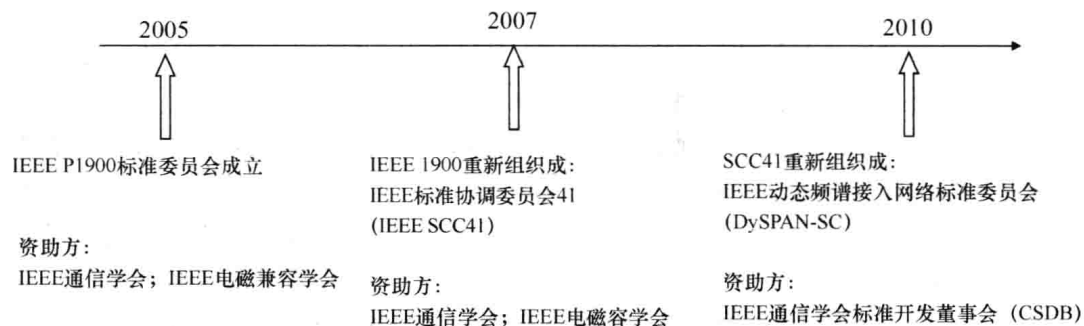 2005
2007
2010
IEEE P1900标准委员会成立
资助方：
IEEE通信学会；IEEE电磁兼容学会
IEEE 1900重新组织成：
IEEE标准协调委员会41
(IEEE SCC41)
资助方：
IEEE通信学会；IEEE电磁容学会
SCC41重新组织成：
IEEE动态频谱接入网络标准委员会
(DySPAN-SC)
资助方：
IEEE通信学会标准开发董事会（CSDB）